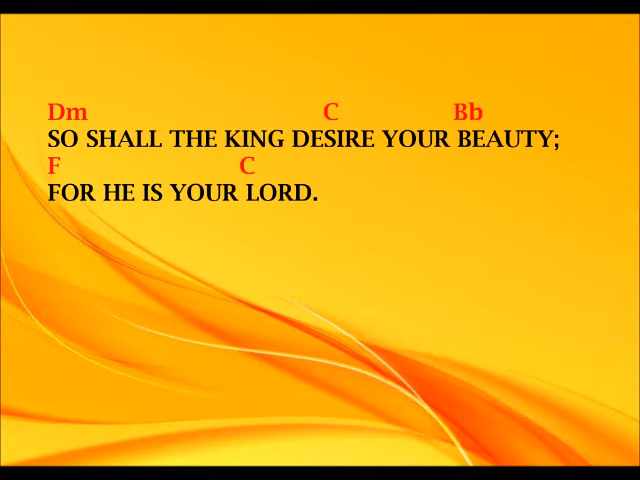 Dm C Bb
SO SHALL THE KING DESIRE YOUR BEAUTY;
F C
FOR HE IS YOUR LORD.